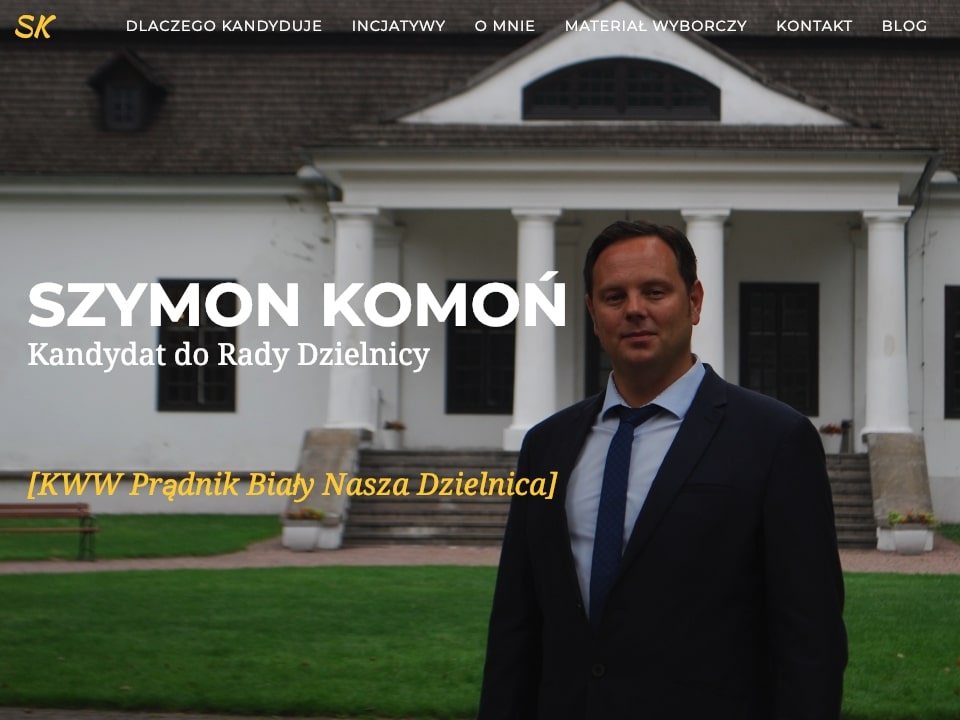 SK
DLACZEGO KANDYDUJE INCJATYWY O MNIE MATERIAŁ WYBORCZY KONTAKT BLOG
SZYMON KOMOŃ
Kandydat do Rady Dzielnicy
[KWW Prądnik Biały Nasza Dzielnica]